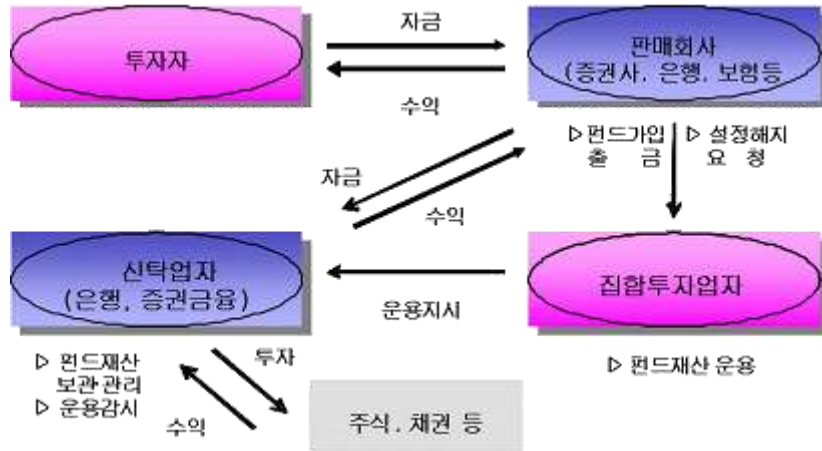 자금
투자자
판매회사
(증권사, 은행, 보험등
수익
▷펀드가입 ▷ 설정해지
출 금 요 청
자금
수익
신탁업자
(은행, 증권금융)
집합투자업자
운용지시
▷ 펀드재산
보관관리
▷ 운용감시
투자
▷ 펀드재산 운용
수익
주식, 채권 등